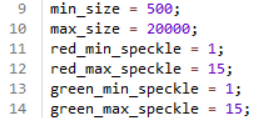 9 min_size = 500;
10 max_size = 20000;
11 red_min_speckle = 1;
12 red_max_speckle = 15;
13 green_min_speckle = 1;
14 green_max_speckle = 15;